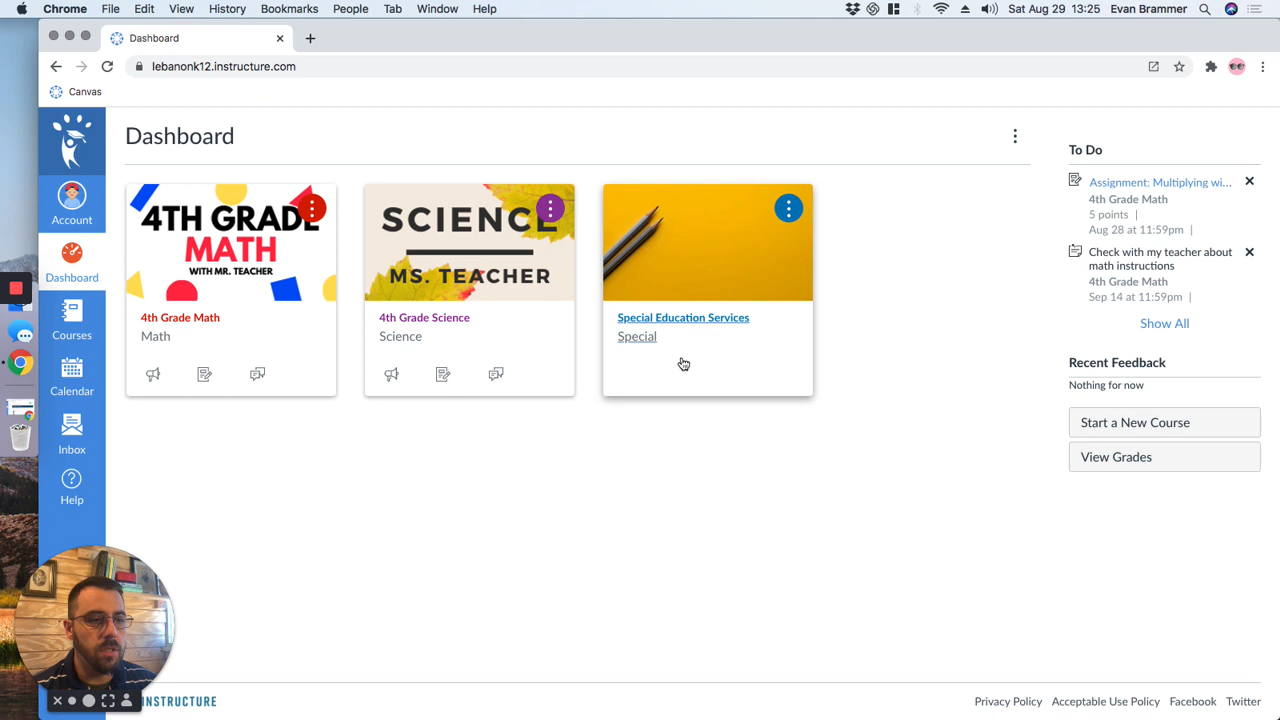 Chrome File Edit View History Bookmarks People Tab Window Help Sat Aug 29 13:25 Evan Brammer
Dashboard
lebanonk12.instructure.com
Canvas
Account
Dashboard
Courses
Calendar
Inbox
Help
Dashboard
4TH GRADE
MATH
WITH MR. TEACHER
4th Grade Math
Math
SCIENCE
MS. TEACHER
4th Grade Science
Science
Special Education Services
Special
To Do
Assignment: Multiplying wi...
4th Grade Math
5 points |
Aug 28 at 11:59pm |
Check with my teacher about
math instructions
4th Grade Math
Sep 14 at 11:59pm |
Show All
Recent Feedback
Nothing for now
Start a New Course
View Grades
INSTRUCTURE
Privacy Policy Acceptable Use Policy Facebook Twitter